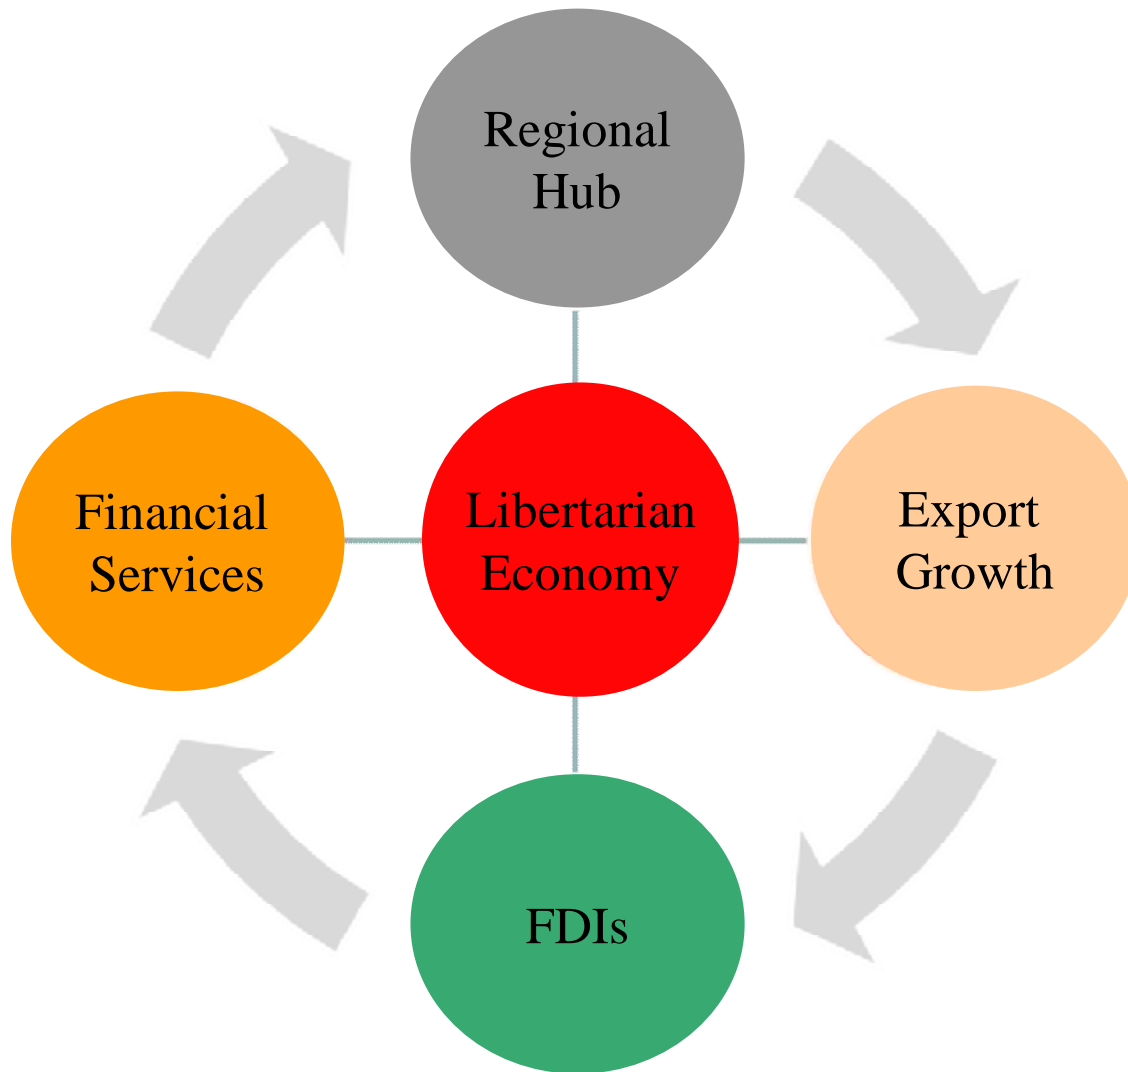 Regional
Hub
Financial
Services
Libertarian
Economy
Export
Growth
FDIs